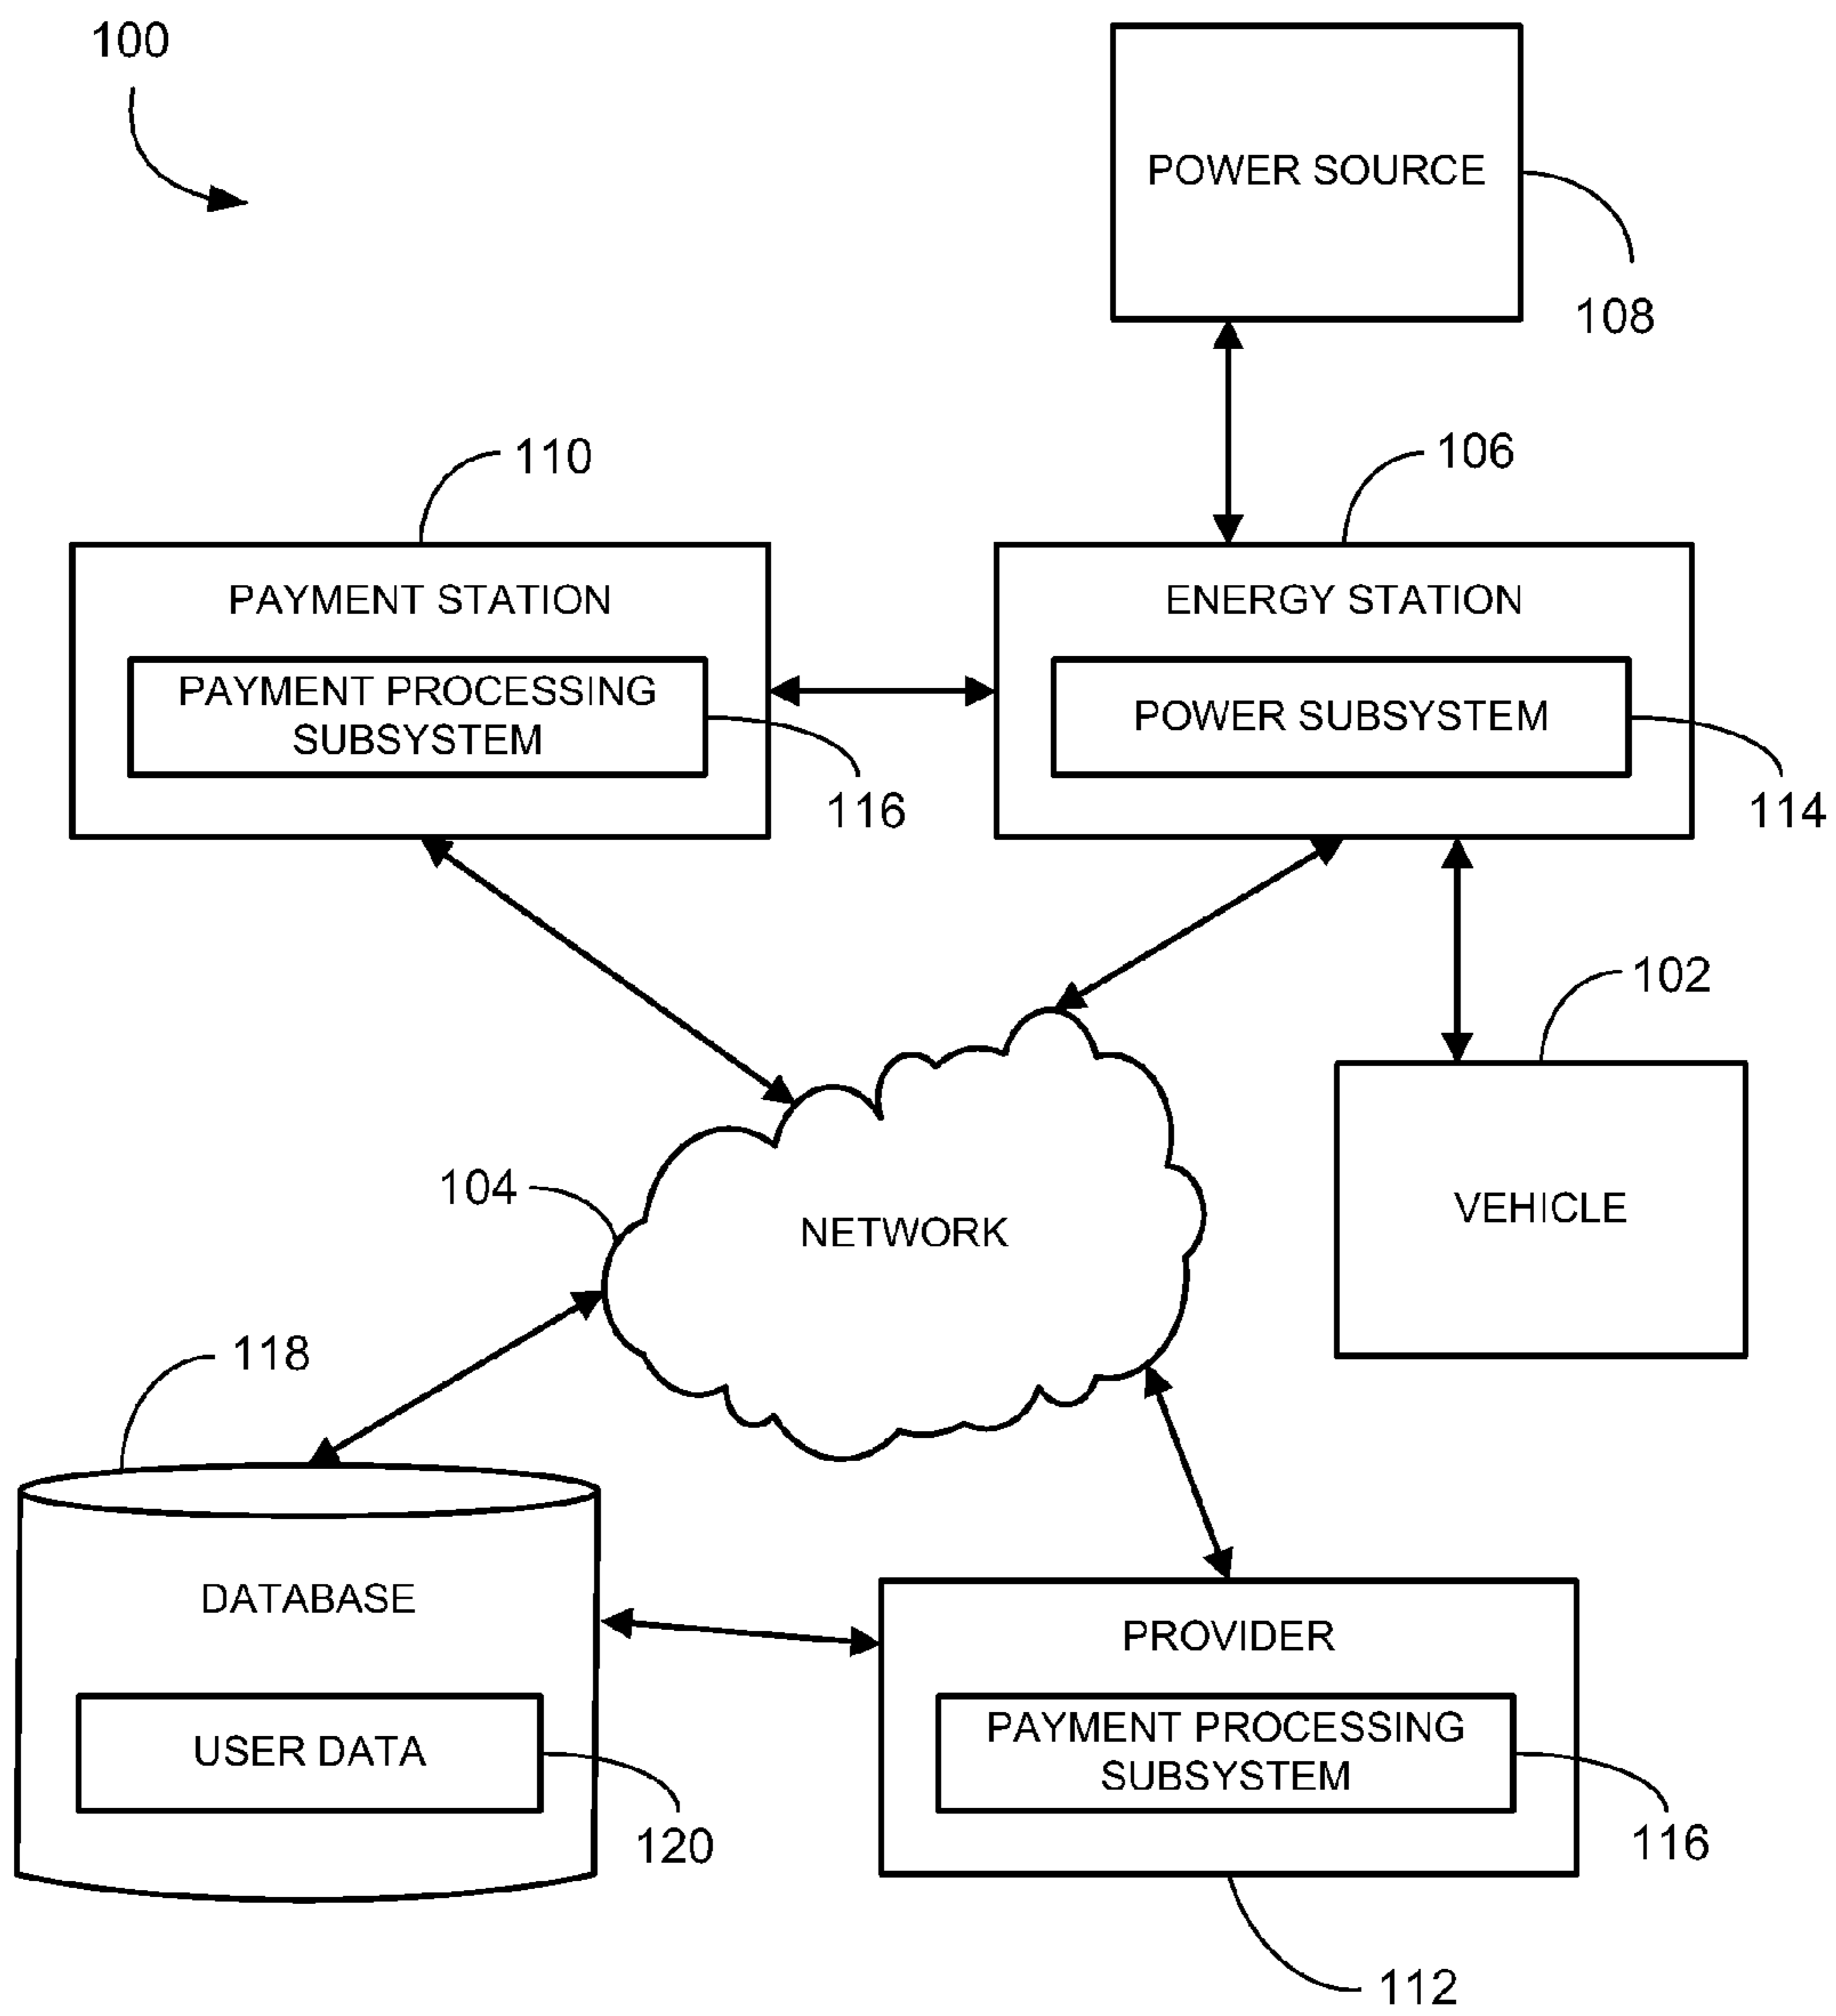 100
POWER SOURCE
108
110
106
PAYMENT STATION
ENERGY STATION
PAYMENT PROCESSING
SUBSYSTEM
POWER SUBSYSTEM
116
114
102
104
NETWORK
VEHICLE
118
DATABASE
PROVIDER
USER DATA
PAYMENT PROCESSING
SUBSYSTEM
120
116
112